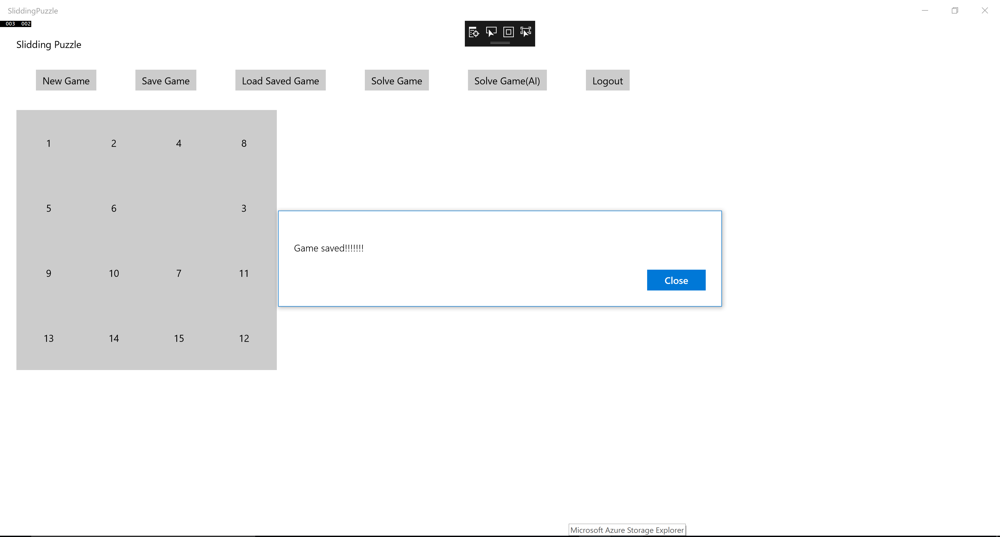 SliddingPuzzle
003 002
Slidding Puzzle
New Game Save Game Load Saved Game Solve Game Solve Game(AI) Logout
1 2 4 8
5 6 3
Game saved!!!!!!!
9 10 7 11
Close
13 14 15 12
Microsoft Azure Storage Explorer